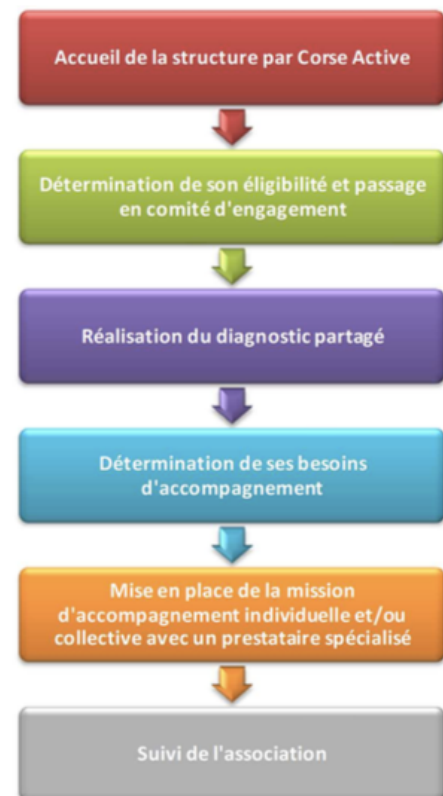 Accueil de la structure par Corse Active
Détermination de son éligibilité et passage
en comité d'engagement
Réalisation du diagnostic partagé
Détermination de ses besoins
d'accompagnement
Mise en place de la mission
d'accompagnement individuelle et/ou
collective avec un prestataire spécialisé
Suivi de l'association